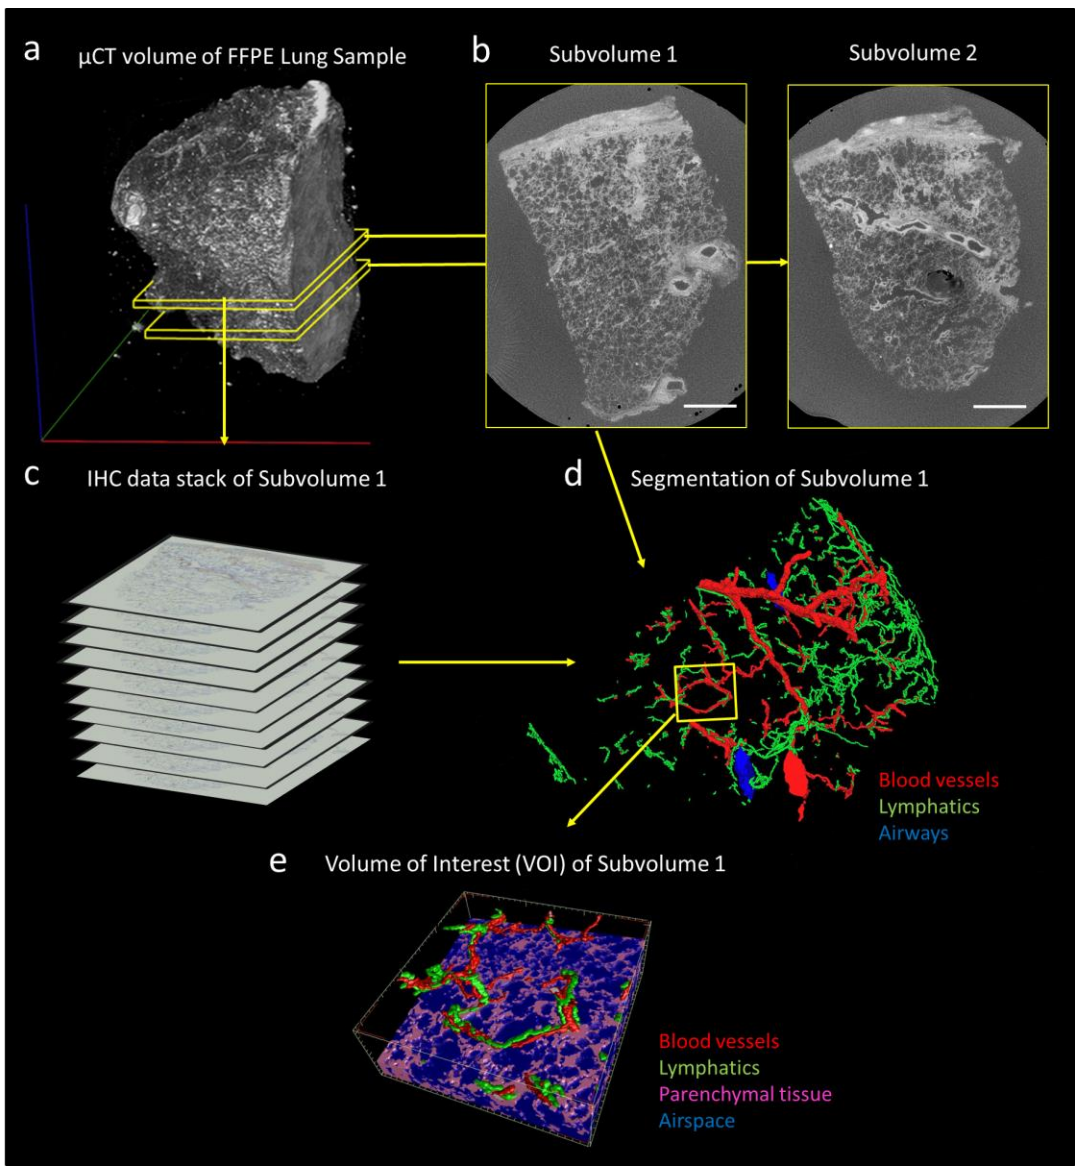 a
μCT volume of FFPE Lung Sample
b
Subvolume 1
Subvolume 2
c
IHC data stack of Subvolume 1
d
Segmentation of Subvolume 1
Blood vessels
Lymphatics
Airways
e
Volume of Interest (VOI) of Subvolume 1
Blood vessels
Lymphatics
Parenchymal tissue
Airspace